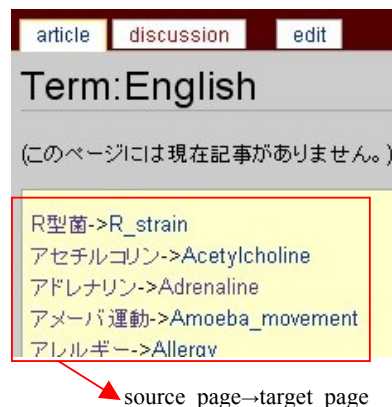 article discussion edit
Term:English
(このページには現在記事がありません。)
R型菌->R_strain
アセチルコリン->Acetylcholine
アドレナリン->Adrenaline
アメーバ運動->Amoeba_movement
アレルギー->Allergy
source page→target page